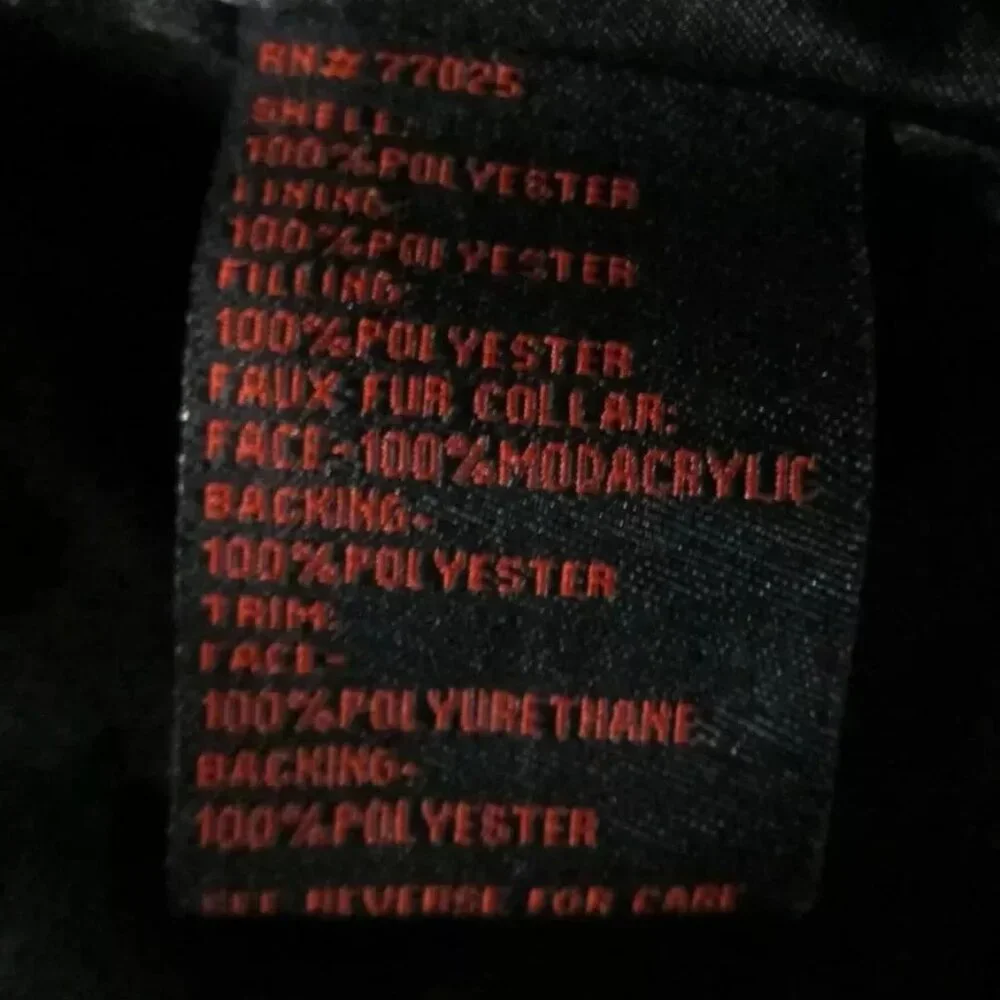 RN# 77025
SHELL:
100%POLYESTER
LINING:
100%POLYESTER
FILLING:
100%POLYESTER
FAUX FUR COLLAR:
FACE-100%MODACRYLIC
BACKING-
100%POLYESTER
TRIM:
FACE-
100%POLYURETHANE
BACKING-
100%POLYESTER
SEE REVERSE FOR CARE